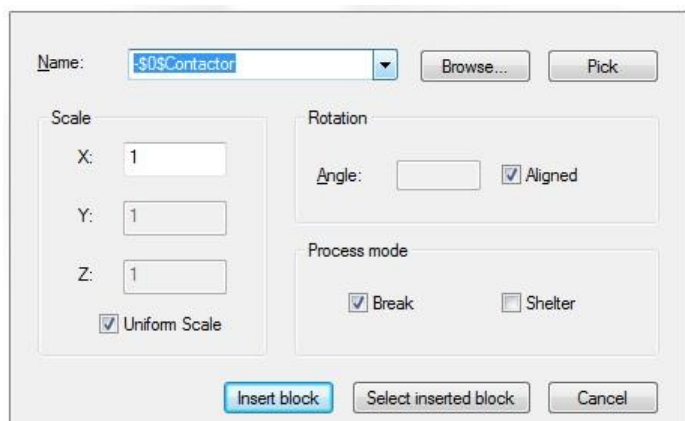 Name: -$0$Contactor Browse... Pick
Scale
X: 1
Y: 1
Z: 1
Uniform Scale
Rotation
Angle: Aligned
Process mode
Break Shelter
Insert block Select inserted block Cancel